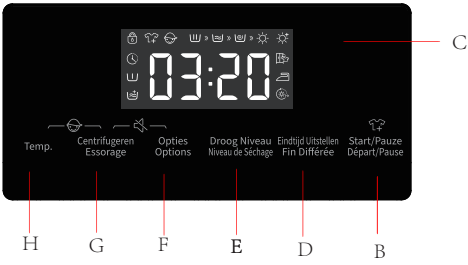 03:20
C
Temp.
Centrifugeren
Essorage
Opties
Options
Droog Niveau
Niveau de Séchage
Eindtijd Uitstellen
Fin Différée
Start/Pauze
Départ/Pause
H
G
F
E
D
B